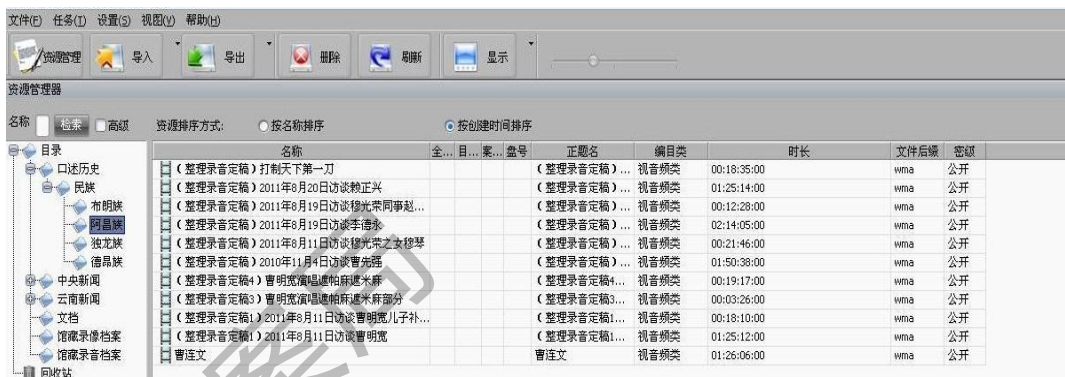 文件(F) 任务(T) 设置(S) 视图(V) 帮助(H)
资源管理 导入 导出 删除 刷新 显示
资源管理器
名称 检索 高级 资源排序方式: 按名称排序 按创建时间排序
目录
口述历史
民族
布朗族
阿昌族
独龙族
德昂族
中央新闻
云南新闻
文档
馆藏录像档案
馆藏录音档案
回收站
名称 全... 目... 案... 盘号 正题名 编目类 时长 文件后缀 密级
(整理录音定稿)打制天下第一刀 (整理录音定稿)... 视音频类 00:18:35:00 wma 公开
(整理录音定稿)2011年8月20日访谈赖正兴 (整理录音定稿)... 视音频类 01:25:14:00 wma 公开
(整理录音定稿)2011年8月19日访谈穆光荣同事赵... (整理录音定稿)... 视音频类 00:12:28:00 wma 公开
(整理录音定稿)2011年8月19日访谈李德永 (整理录音定稿)... 视音频类 02:14:05:00 wma 公开
(整理录音定稿)2011年8月11日访谈穆光荣之女穆琴 (整理录音定稿)... 视音频类 00:21:46:00 wma 公开
(整理录音定稿)2010年11月4日访谈曹先强 (整理录音定稿)... 视音频类 01:50:38:00 wma 公开
(整理录音定稿4)曹明宽演唱遮帕麻遮米麻 (整理录音定稿4... 视音频类 00:19:17:00 wma 公开
(整理录音定稿3)曹明宽演唱遮帕麻遮米麻部分 (整理录音定稿3... 视音频类 00:03:26:00 wma 公开
(整理录音定稿1)2011年8月11日访谈曹明宽儿子补... (整理录音定稿1... 视音频类 00:18:10:00 wma 公开
(整理录音定稿1)2011年8月11日访谈曹明宽 (整理录音定稿1... 视音频类 01:25:12:00 wma 公开
曹连文 曹连文 视音频类 01:26:06:00 wma 公开